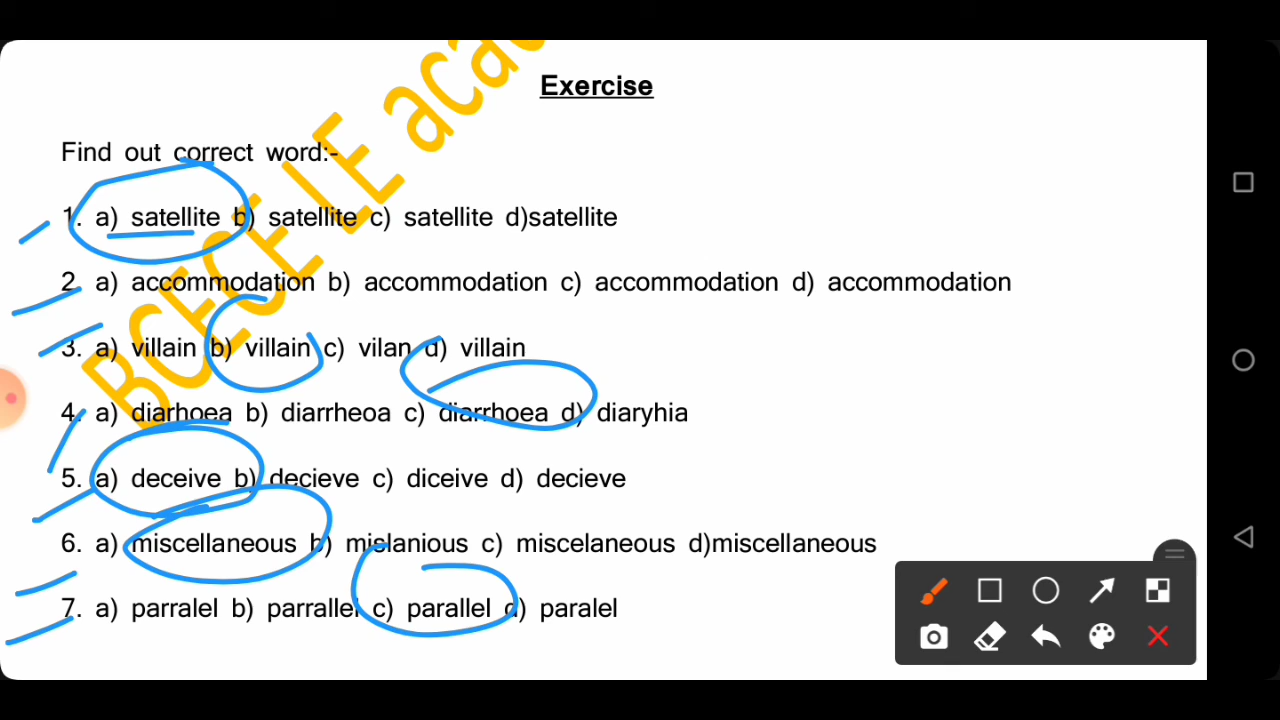 Exercise
Find out correct word:-
1. a) satellite b) satellite c) satellite d)satellite
2. a) accommodation b) accommodation c) accommodation d) accommodation
3. a) villain b) villain c) vilan d) villain
4. a) diarhoea b) diarrheoa c) diarrhoea d) diaryhia
5. a) deceive b) decieve c) diceive d) decieve
6. a) miscellaneous b) mislanious c) miscelaneous d)miscellaneous
7. a) parralel b) parrallel c) parallel d) paralel
BCECE LE